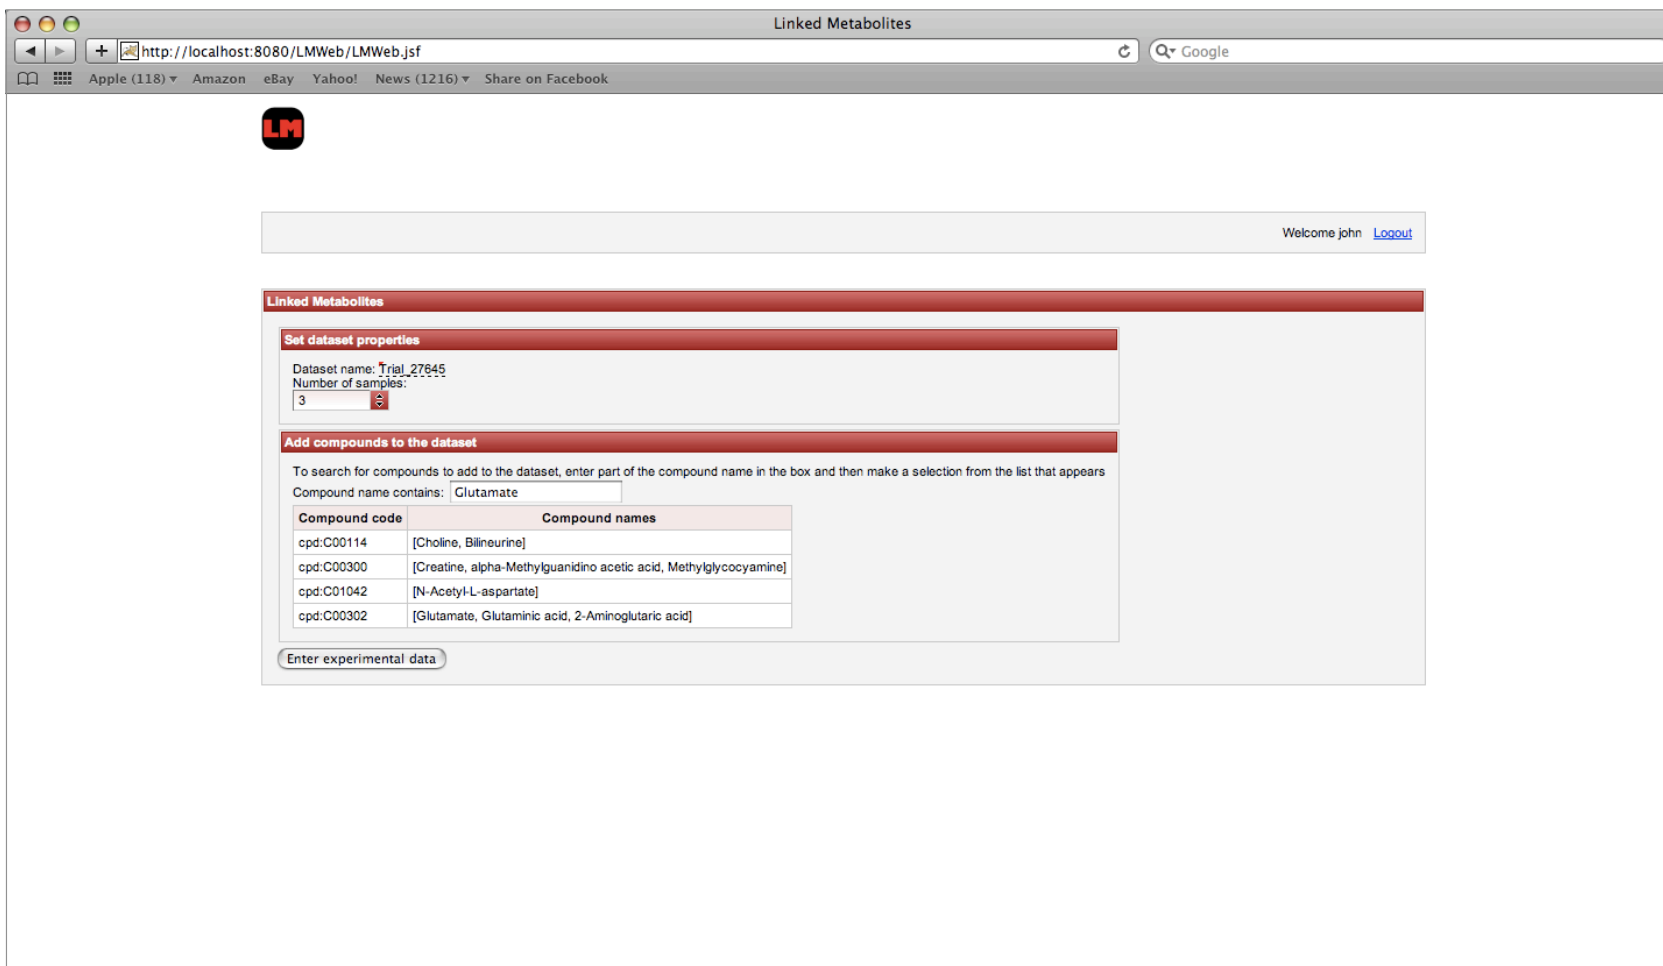 Linked Metabolites
http://localhost:8080/LMWeb/LMWeb.jsf
Google
Apple (118) Amazon eBay Yahoo! News (1216) Share on Facebook
LM
Welcome john Logout
Linked Metabolites
Set dataset properties
Dataset name: Trial_27645
Number of samples:
3
Add compounds to the dataset
To search for compounds to add to the dataset, enter part of the compound name in the box and then make a selection from the list that appears
Compound name contains: Glutamate
Compound code Compound names
cpd:C00114 [Choline, Bilineurine]
cpd:C00300 [Creatine, alpha-Methylguanidino acetic acid, Methylglycocyamine]
cpd:C01042 [N-Acetyl-L-aspartate]
cpd:C00302 [Glutamate, Glutaminic acid, 2-Aminoglutaric acid]
Enter experimental data